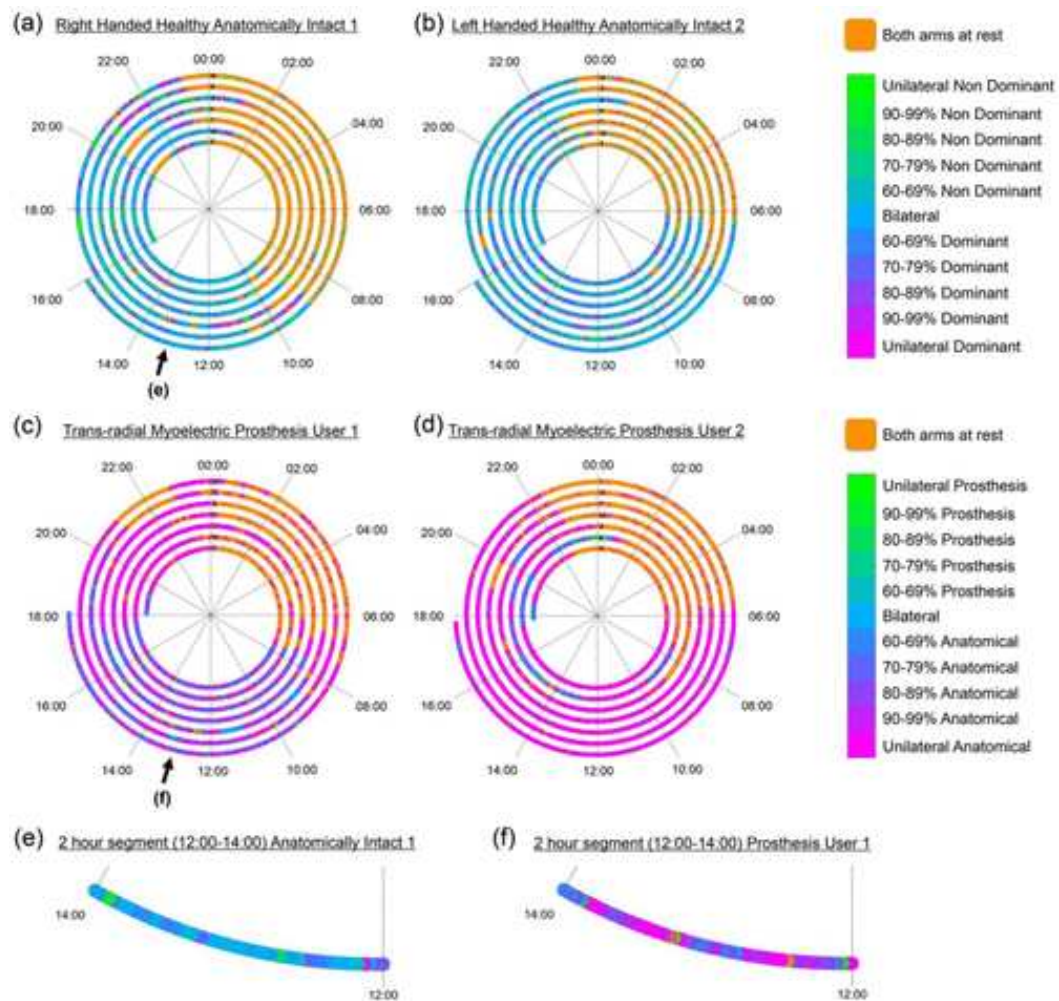 (a) Right Handed Healthy Anatomically Intact 1
00:00
02:00
04:00
06:00
08:00
10:00
12:00
14:00
16:00
18:00
20:00
22:00
(e)
(b) Left Handed Healthy Anatomically Intact 2
00:00
02:00
04:00
06:00
08:00
10:00
12:00
14:00
16:00
18:00
20:00
22:00
Both arms at rest
Unilateral Non Dominant
90-99% Non Dominant
80-89% Non Dominant
70-79% Non Dominant
60-69% Non Dominant
Bilateral
60-69% Dominant
70-79% Dominant
80-89% Dominant
90-99% Dominant
Unilateral Dominant
(c) Trans-radial Myoelectric Prosthesis User 1
00:00
02:00
04:00
06:00
08:00
10:00
12:00
14:00
16:00
18:00
20:00
22:00
(f)
(d) Trans-radial Myoelectric Prosthesis User 2
00:00
02:00
04:00
06:00
08:00
10:00
12:00
14:00
16:00
18:00
20:00
22:00
Both arms at rest
Unilateral Prosthesis
90-99% Prosthesis
80-89% Prosthesis
70-79% Prosthesis
60-69% Prosthesis
Bilateral
60-69% Anatomical
70-79% Anatomical
80-89% Anatomical
90-99% Anatomical
Unilateral Anatomical
(e) 2 hour segment (12:00-14:00) Anatomically Intact 1
14:00
12:00
(f) 2 hour segment (12:00-14:00) Prosthesis User 1
14:00
12:00